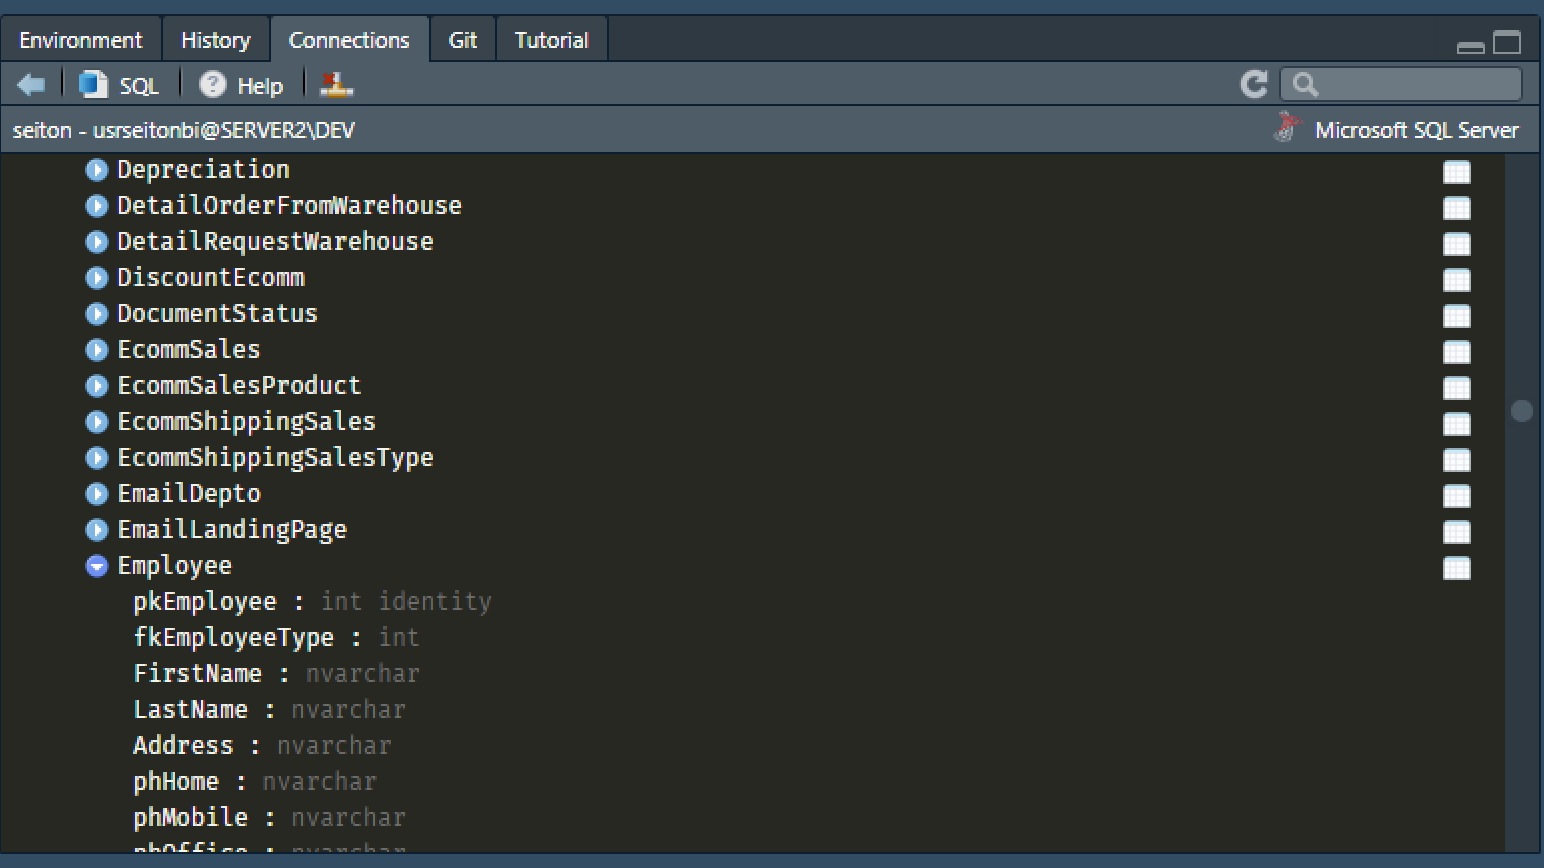 Environment History Connections Git Tutorial
SQL ? Help
seiton - usrseitonbi@SERVER2\DEV Microsoft SQL Server
Depreciation
DetailOrderFromWarehouse
DetailRequestWarehouse
DiscountEcomm
DocumentStatus
EcommSales
EcommSalesProduct
EcommShippingSales
EcommShippingSalesType
EmailDepto
EmailLandingPage
Employee
pkEmployee : int identity
fkEmployeeType : int
FirstName : nvarchar
LastName : nvarchar
Address : nvarchar
phHome : nvarchar
phMobile : nvarchar
phOffice : nvarchar